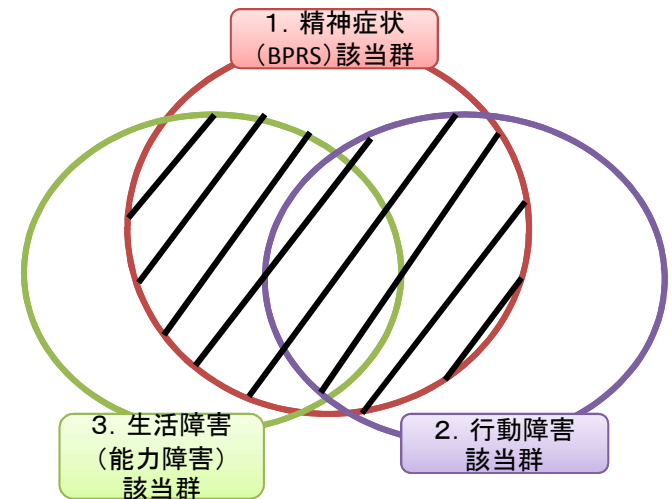 1. 精神症状
（BPRS）該当群
3. 生活障害
（能力障害）
該当群
2. 行動障害
該当群